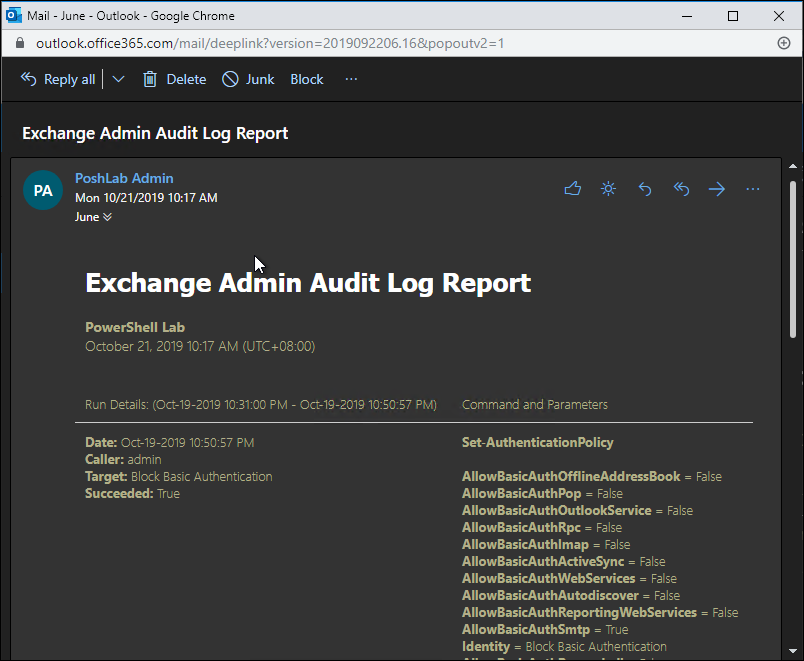 Mail - June - Outlook - Google Chrome
outlook.office365.com/mail/deeplink?version=2019092206.16&popoutv2=1
Reply all Delete Junk Block ...
Exchange Admin Audit Log Report
PA
PoshLab Admin
Mon 10/21/2019 10:17 AM
June
Exchange Admin Audit Log Report
PowerShell Lab
October 21, 2019 10:17 AM (UTC+08:00)
Run Details: (Oct-19-2019 10:31:00 PM - Oct-19-2019 10:50:57 PM) Command and Parameters
Date: Oct-19-2019 10:50:57 PM
Caller: admin
Target: Block Basic Authentication
Succeeded: True
Set-AuthenticationPolicy
AllowBasicAuthOfflineAddressBook = False
AllowBasicAuthPop = False
AllowBasicAuthOutlookService = False
AllowBasicAuthRpc = False
AllowBasicAuthImap = False
AllowBasicAuthActiveSync = False
AllowBasicAuthWebServices = False
AllowBasicAuthAutodiscover = False
AllowBasicAuthReportingWebServices = False
AllowBasicAuthSmtp = True
Identity = Block Basic Authentication